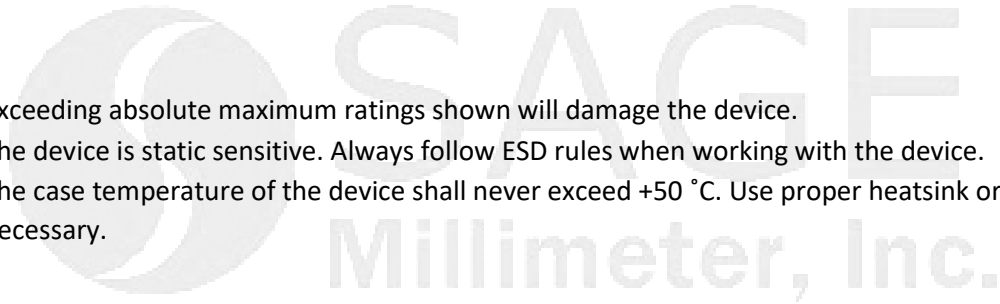 SAGE
xceeding absolute maximum ratings shown will damage the device.
he device is static sensitive. Always follow ESD rules when working with the device.
he case temperature of the device shall never exceed +50 ˚C. Use proper heatsink or
ecessary.
Millimeter, Inc.